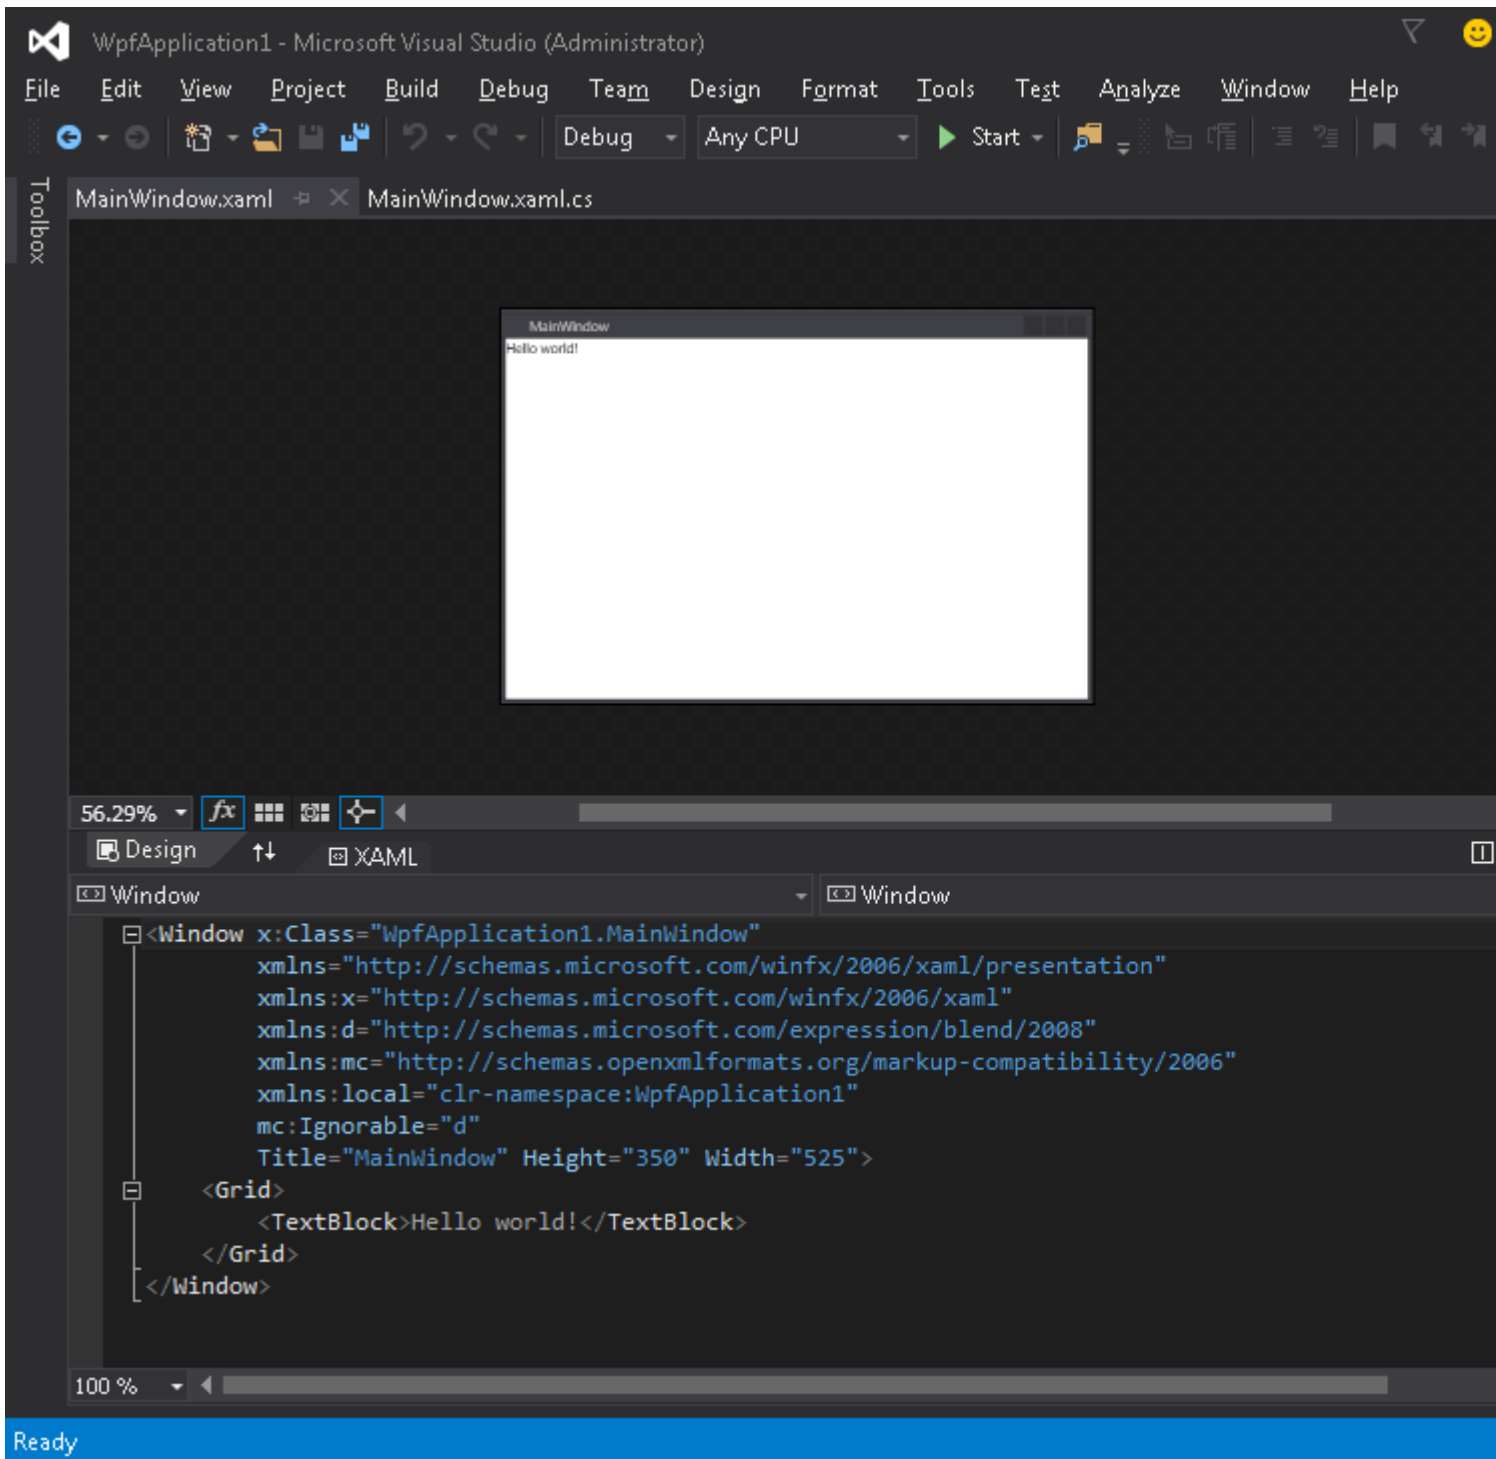 WpfApplication1 - Microsoft Visual Studio (Administrator)
File Edit View Project Build Debug Team Design Format Tools Test Analyze Window Help
Debug Any CPU Start
Toolbox
MainWindow.xaml MainWindow.xaml.cs
MainWindow
Hello world!
56.29% fx
Design XAML
Window Window
<Window x:Class="WpfApplication1.MainWindow"
xmlns="http://schemas.microsoft.com/winfx/2006/xaml/presentation"
xmlns:x="http://schemas.microsoft.com/winfx/2006/xaml"
xmlns:d="http://schemas.microsoft.com/expression/blend/2008"
xmlns:mc="http://schemas.openxmlformats.org/markup-compatibility/2006"
xmlns:local="clr-namespace:WpfApplication1"
mc:Ignorable="d"
Title="MainWindow" Height="350" Width="525">
<Grid>
<TextBlock>Hello world!</TextBlock>
</Grid>
</Window>
100 %
Ready